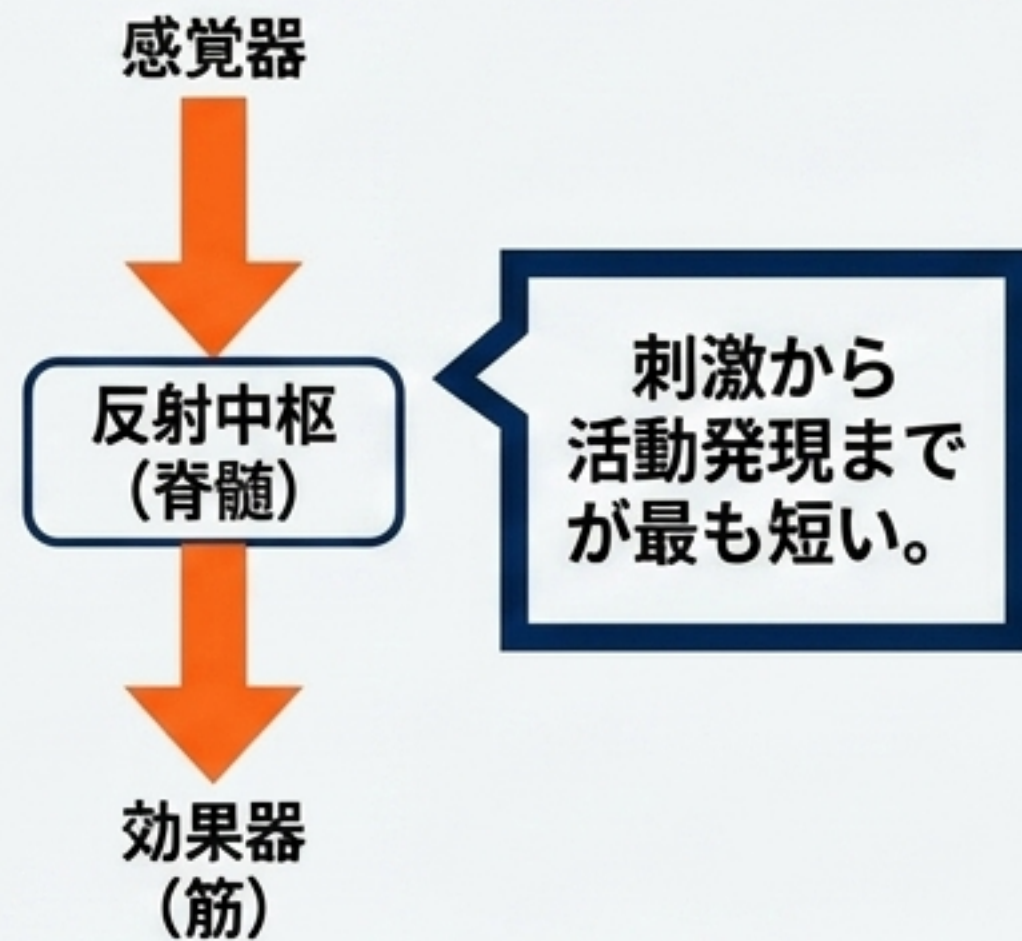 感覚器
反射中枢
(脊髄)
刺激から
活動発現まで
が最も短い。
効果器
(筋)